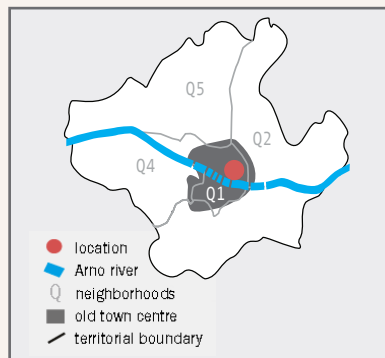 Q5
Q2
Q4
Q1
location
Arno river
Q neighborhoods
old town centre
territorial boundary